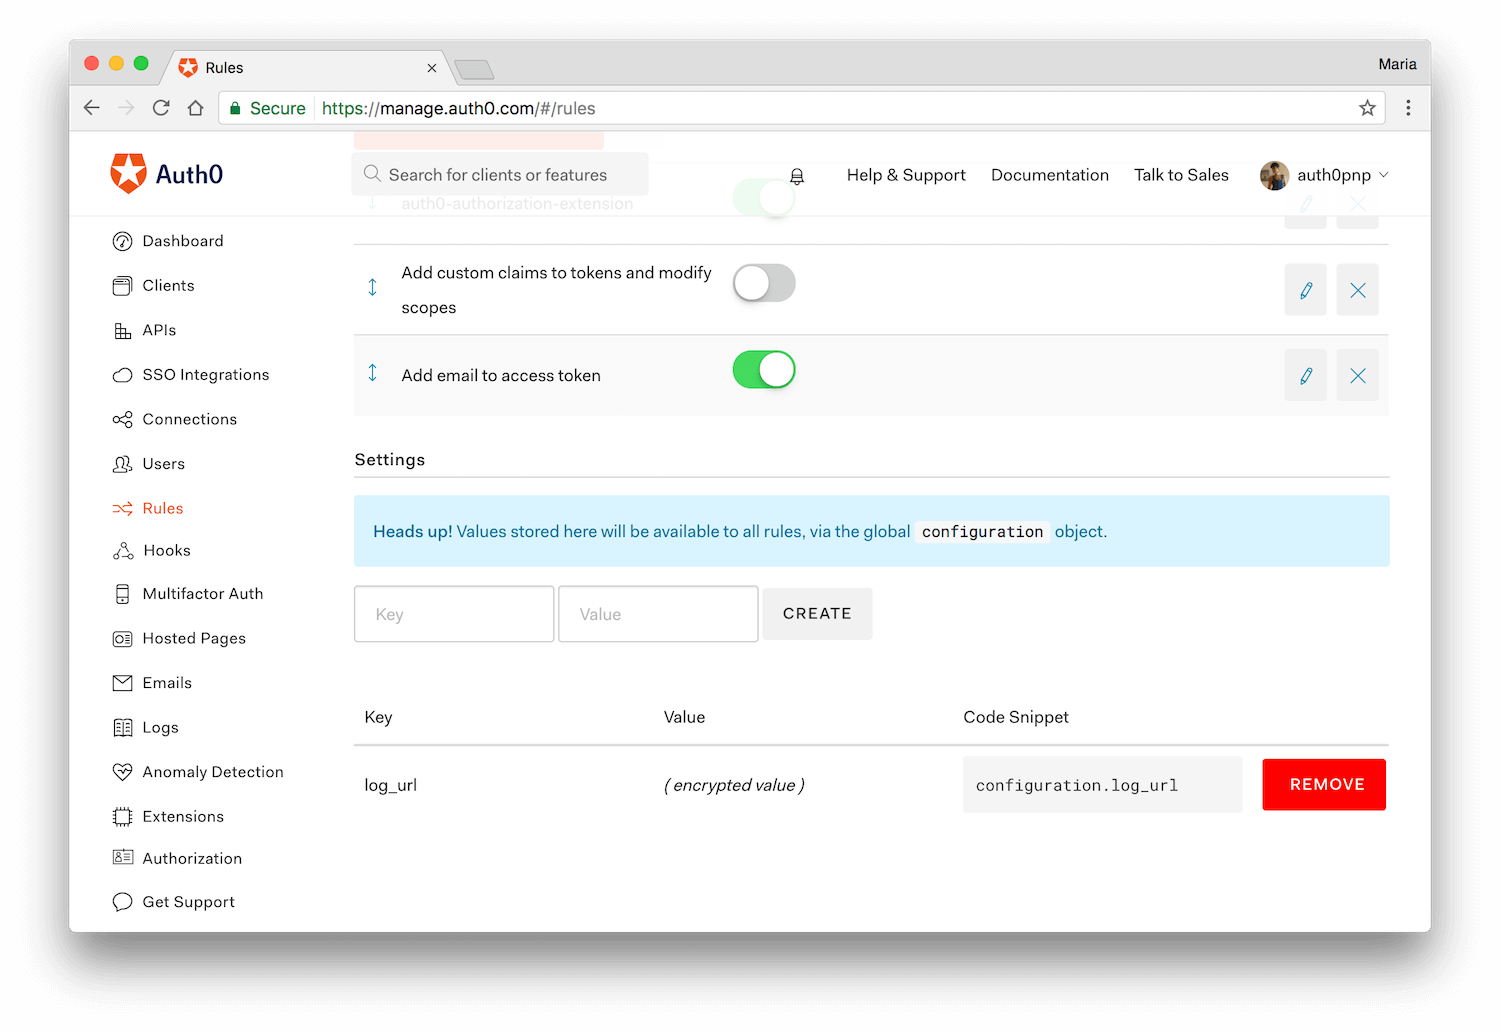 Rules
Maria
Secure
https://manage.auth0.com/#/rules
Auth0
Search for clients or features
Help & Support
Documentation
Talk to Sales
auth0pnp
auth0-authorization-extension
Dashboard
Clients
APIs
SSO Integrations
Connections
Users
Rules
Hooks
Multifactor Auth
Hosted Pages
Emails
Logs
Anomaly Detection
Extensions
Authorization
Get Support
Add custom claims to tokens and modify
scopes
Add email to access token
Settings
Heads up! Values stored here will be available to all rules, via the global configuration object.
Key
Value
CREATE
Key
Value
Code Snippet
log_url
( encrypted value )
configuration.log_url
REMOVE